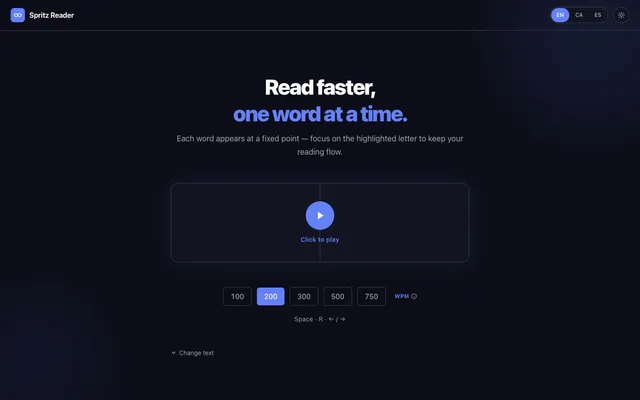 Spritz Reader
EN CA ES
Read faster,
one word at a time.
Each word appears at a fixed point — focus on the highlighted letter to keep your
reading flow.
Click to play
100 200 300 500 750 WPM
Space · R · ← / →
Change text